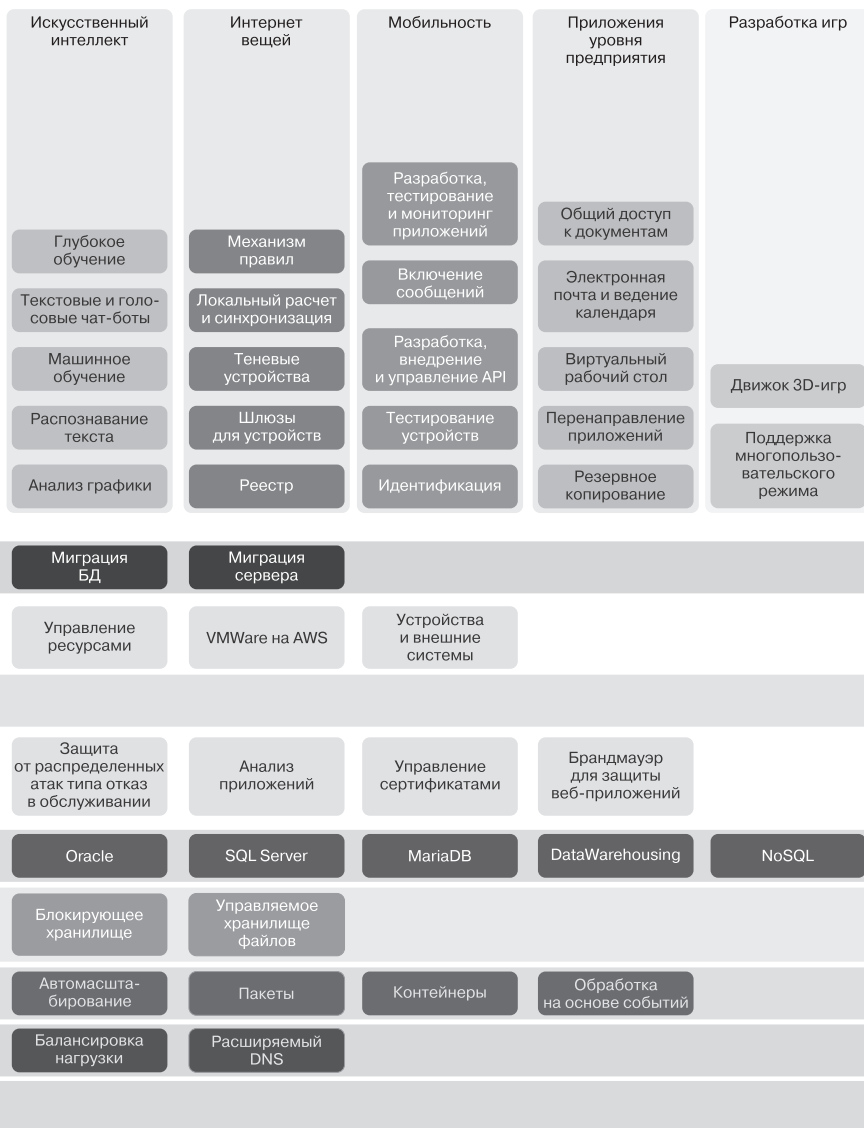 Искусственный
интеллект
Глубокое
обучение
Текстовые и голо-
совые чат-боты
Машинное
обучение
Распознавание
текста
Анализ графики
Интернет
вещей
Механизм
правил
Локальный расчет
и синхронизация
Теневые
устройства
Шлюзы
для устройств
Реестр
Мобильность
Разработка,
тестирование
и мониторинг
приложений
Включение
сообщений
Разработка,
внедрение
и управление API
Тестирование
устройств
Идентификация
Приложения
уровня
предприятия
Общий доступ
к документам
Электронная
почта и ведение
календаря
Виртуальный
рабочий стол
Перенаправление
приложений
Резервное
копирование
Разработка игр
Движок 3D-игр
Поддержка
многопользо-
вательского
режима
Миграция
БД
Миграция
сервера
Управление
ресурсами
VMWare на AWS
Устройства
и внешние
системы
Защита
от распределенных
атак типа отказ
в обслуживании
Анализ
приложений
Управление
сертификатами
Брандмауэр
для защиты
веб-приложений
Oracle
SQL Server
MariaDB
DataWarehousing
NoSQL
Блокирующее
хранилище
Управляемое
хранилище
файлов
Автомасшта-
бирование
Пакеты
Контейнеры
Обработка
на основе событий
Балансировка
нагрузки
Расширяемый
DNS